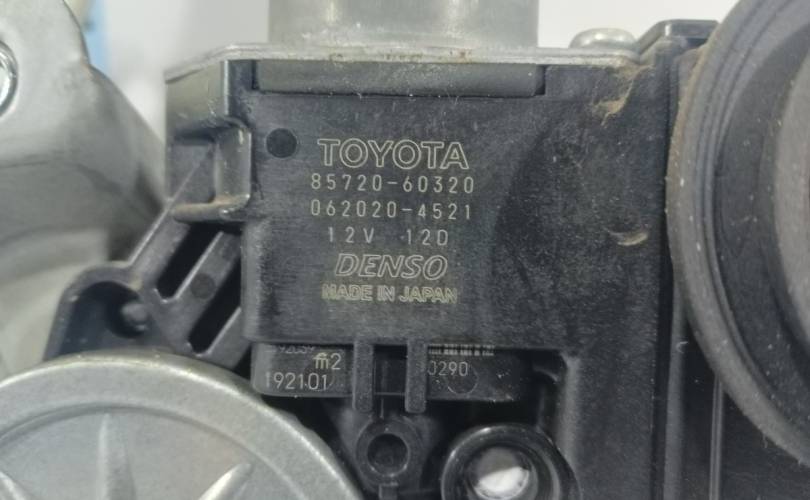 TOYOTA
85720-60320
062020-4521
12V 12D
DENSO
MADE IN JAPAN
m2
192101
0290